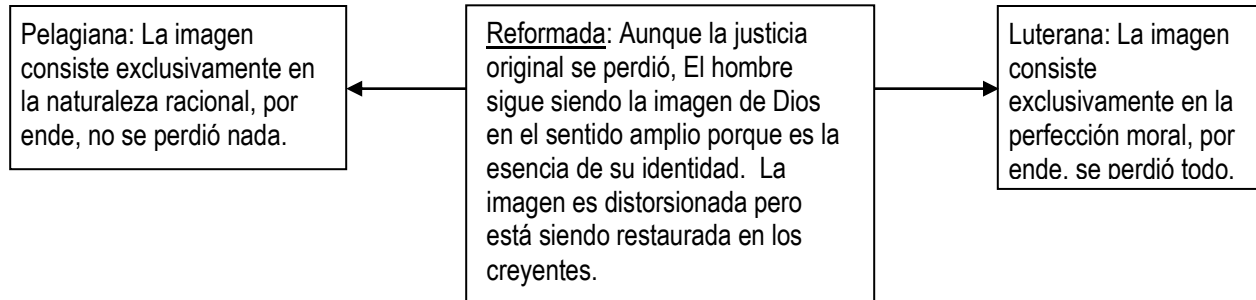 Pelagiana: La imagen
consiste exclusivamente en
la naturaleza racional, por
ende, no se perdió nada.
Reformada: Aunque la justicia
original se perdió, El hombre
sigue siendo la imagen de Dios
en el sentido amplio porque es la
esencia de su identidad.  La
imagen es distorsionada pero
está siendo restaurada en los
creyentes.
Luterana: La imagen
consiste
exclusivamente en la
perfección moral, por
ende, se perdió todo.